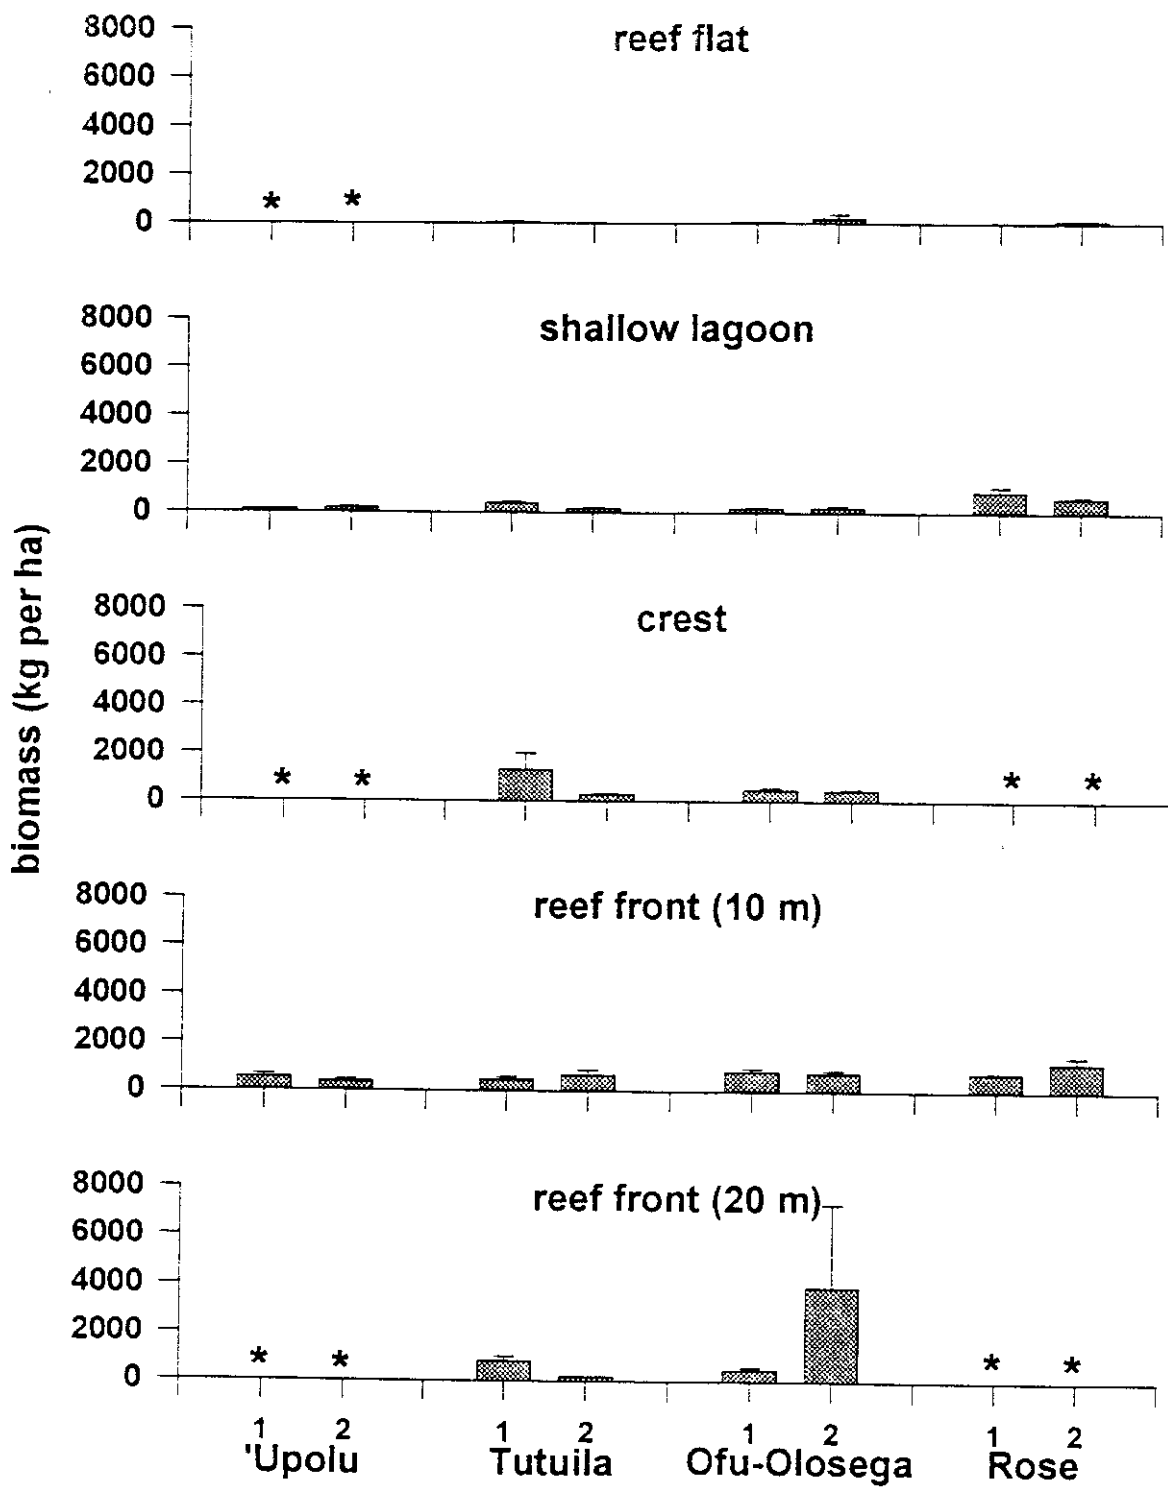 8000
reef flat
6000
4000
2000
* *
0
8000
shallow lagoon
6000
4000
2000
0
biomass (kg per ha)
8000
crest
6000
4000
2000
* * * *
0
8000
reef front (10 m)
6000
4000
2000
0
8000
reef front (20 m)
6000
4000
2000
* * * *
0
1 2 1 2 1 2 1 2
'Upolu Tutuila Ofu-Olosega Rose